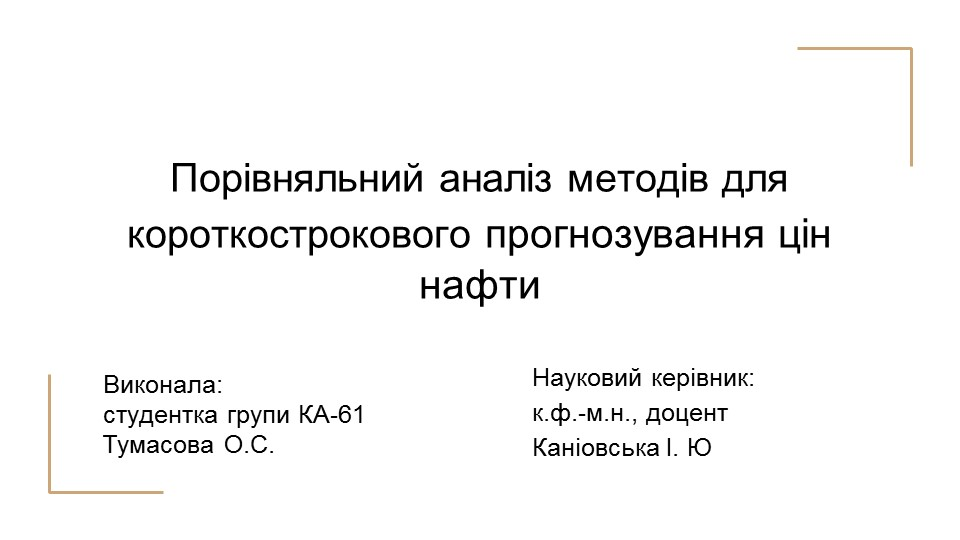 Порівняльний аналіз методів для
короткострокового прогнозування цін
нафти
Виконала:
студентка групи КА-61
Тумасова О.С.
Науковий керівник:
к.ф.-м.н., доцент
Каніовська І. Ю